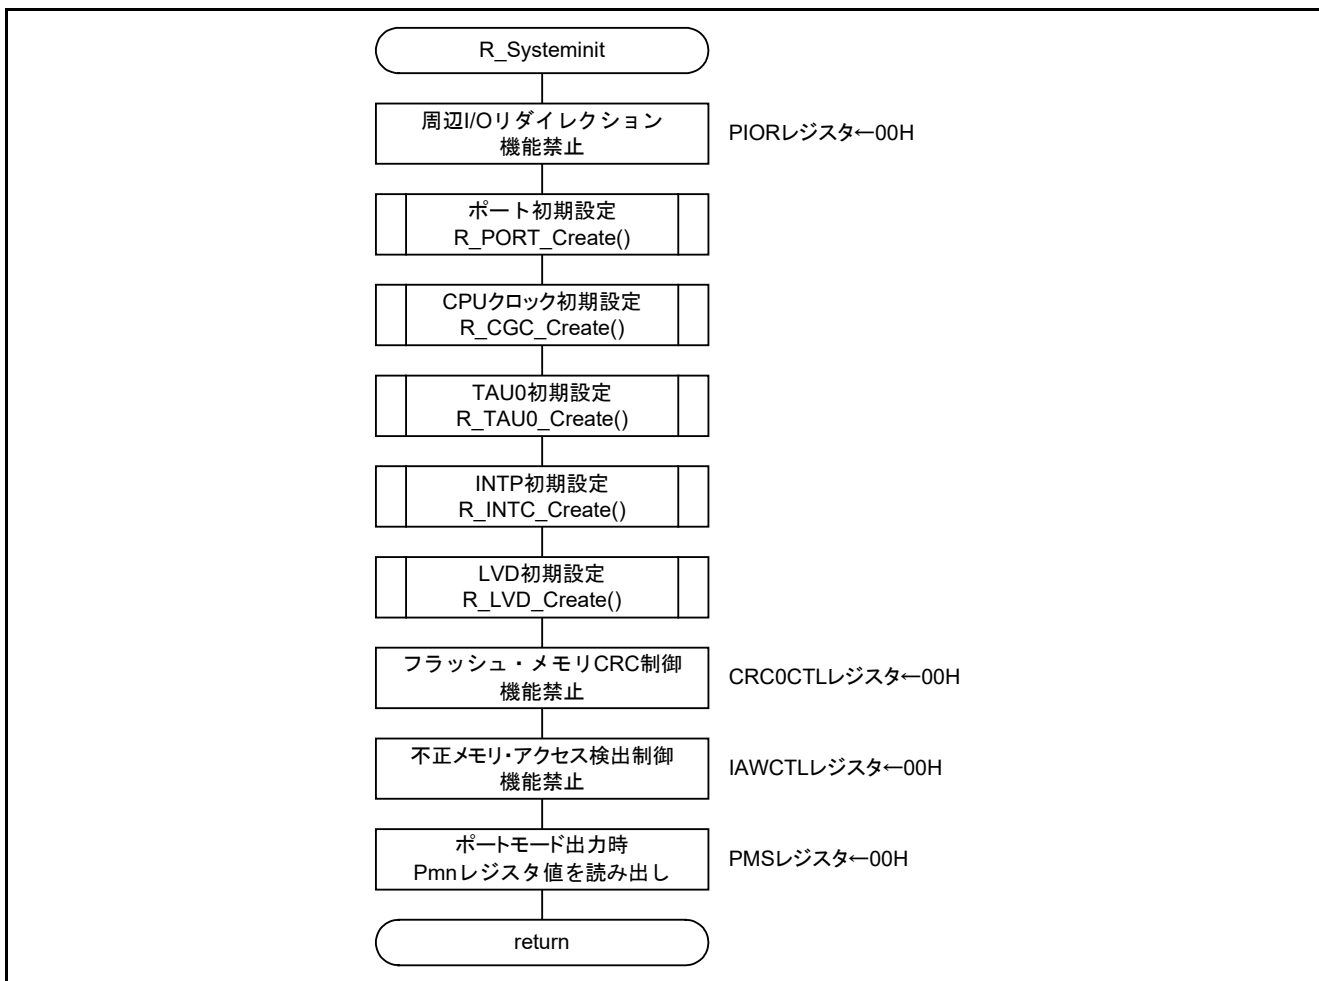 R_Systeminit
周辺I/Oリダイレクション
機能禁止
PIORレジスタ←00H
ポート初期設定
R_PORT_Create()
CPUクロック初期設定
R_CGC_Create()
TAU0初期設定
R_TAU0_Create()
INTP初期設定
R_INTC_Create()
LVD初期設定
R_LVD_Create()
フラッシュ・メモリCRC制御
機能禁止
CRC0CTLレジスタ←00H
不正メモリ・アクセス検出制御
機能禁止
IAWCTLレジスタ←00H
ポートモード出力時
Pmnレジスタ値を読み出し
PMSレジスタ←00H
return